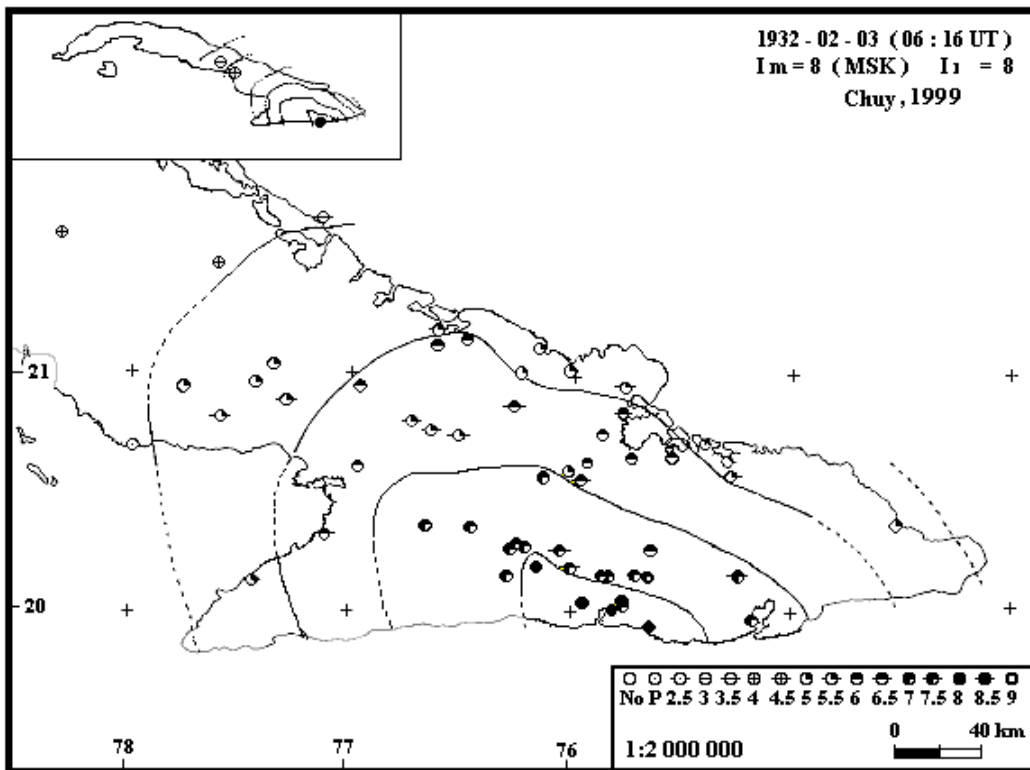 1932 - 02 - 03 ( 06 : 16 UT )
I m = 8 ( MSK ) I I = 8
Chuy , 1999
21
20
78
77
76
No P 2.5 3 3.5 4 4.5 5 5.5 6 6.5 7 7.5 8 8.5 9
0 40 km
1:2 000 000